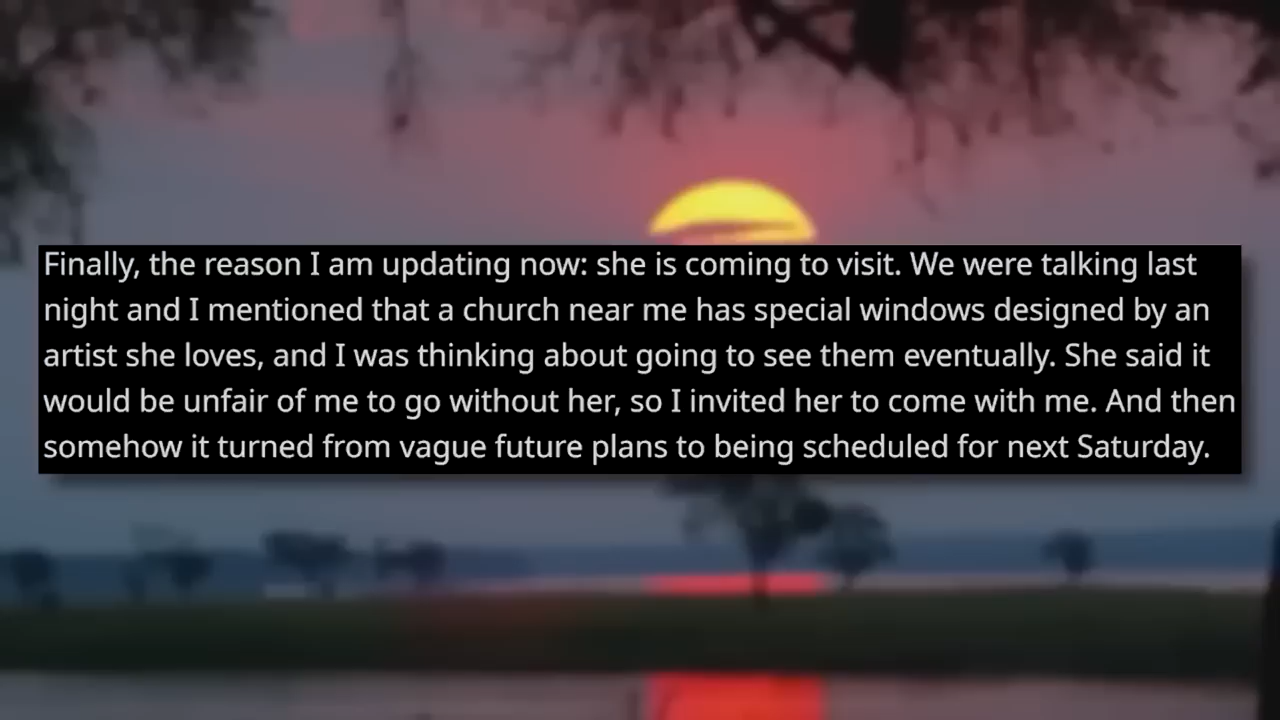 Finally, the reason I am updating now: she is coming to visit. We were talking last
night and I mentioned that a church near me has special windows designed by an
artist she loves, and I was thinking about going to see them eventually. She said it
would be unfair of me to go without her, so I invited her to come with me. And then
somehow it turned from vague future plans to being scheduled for next Saturday.